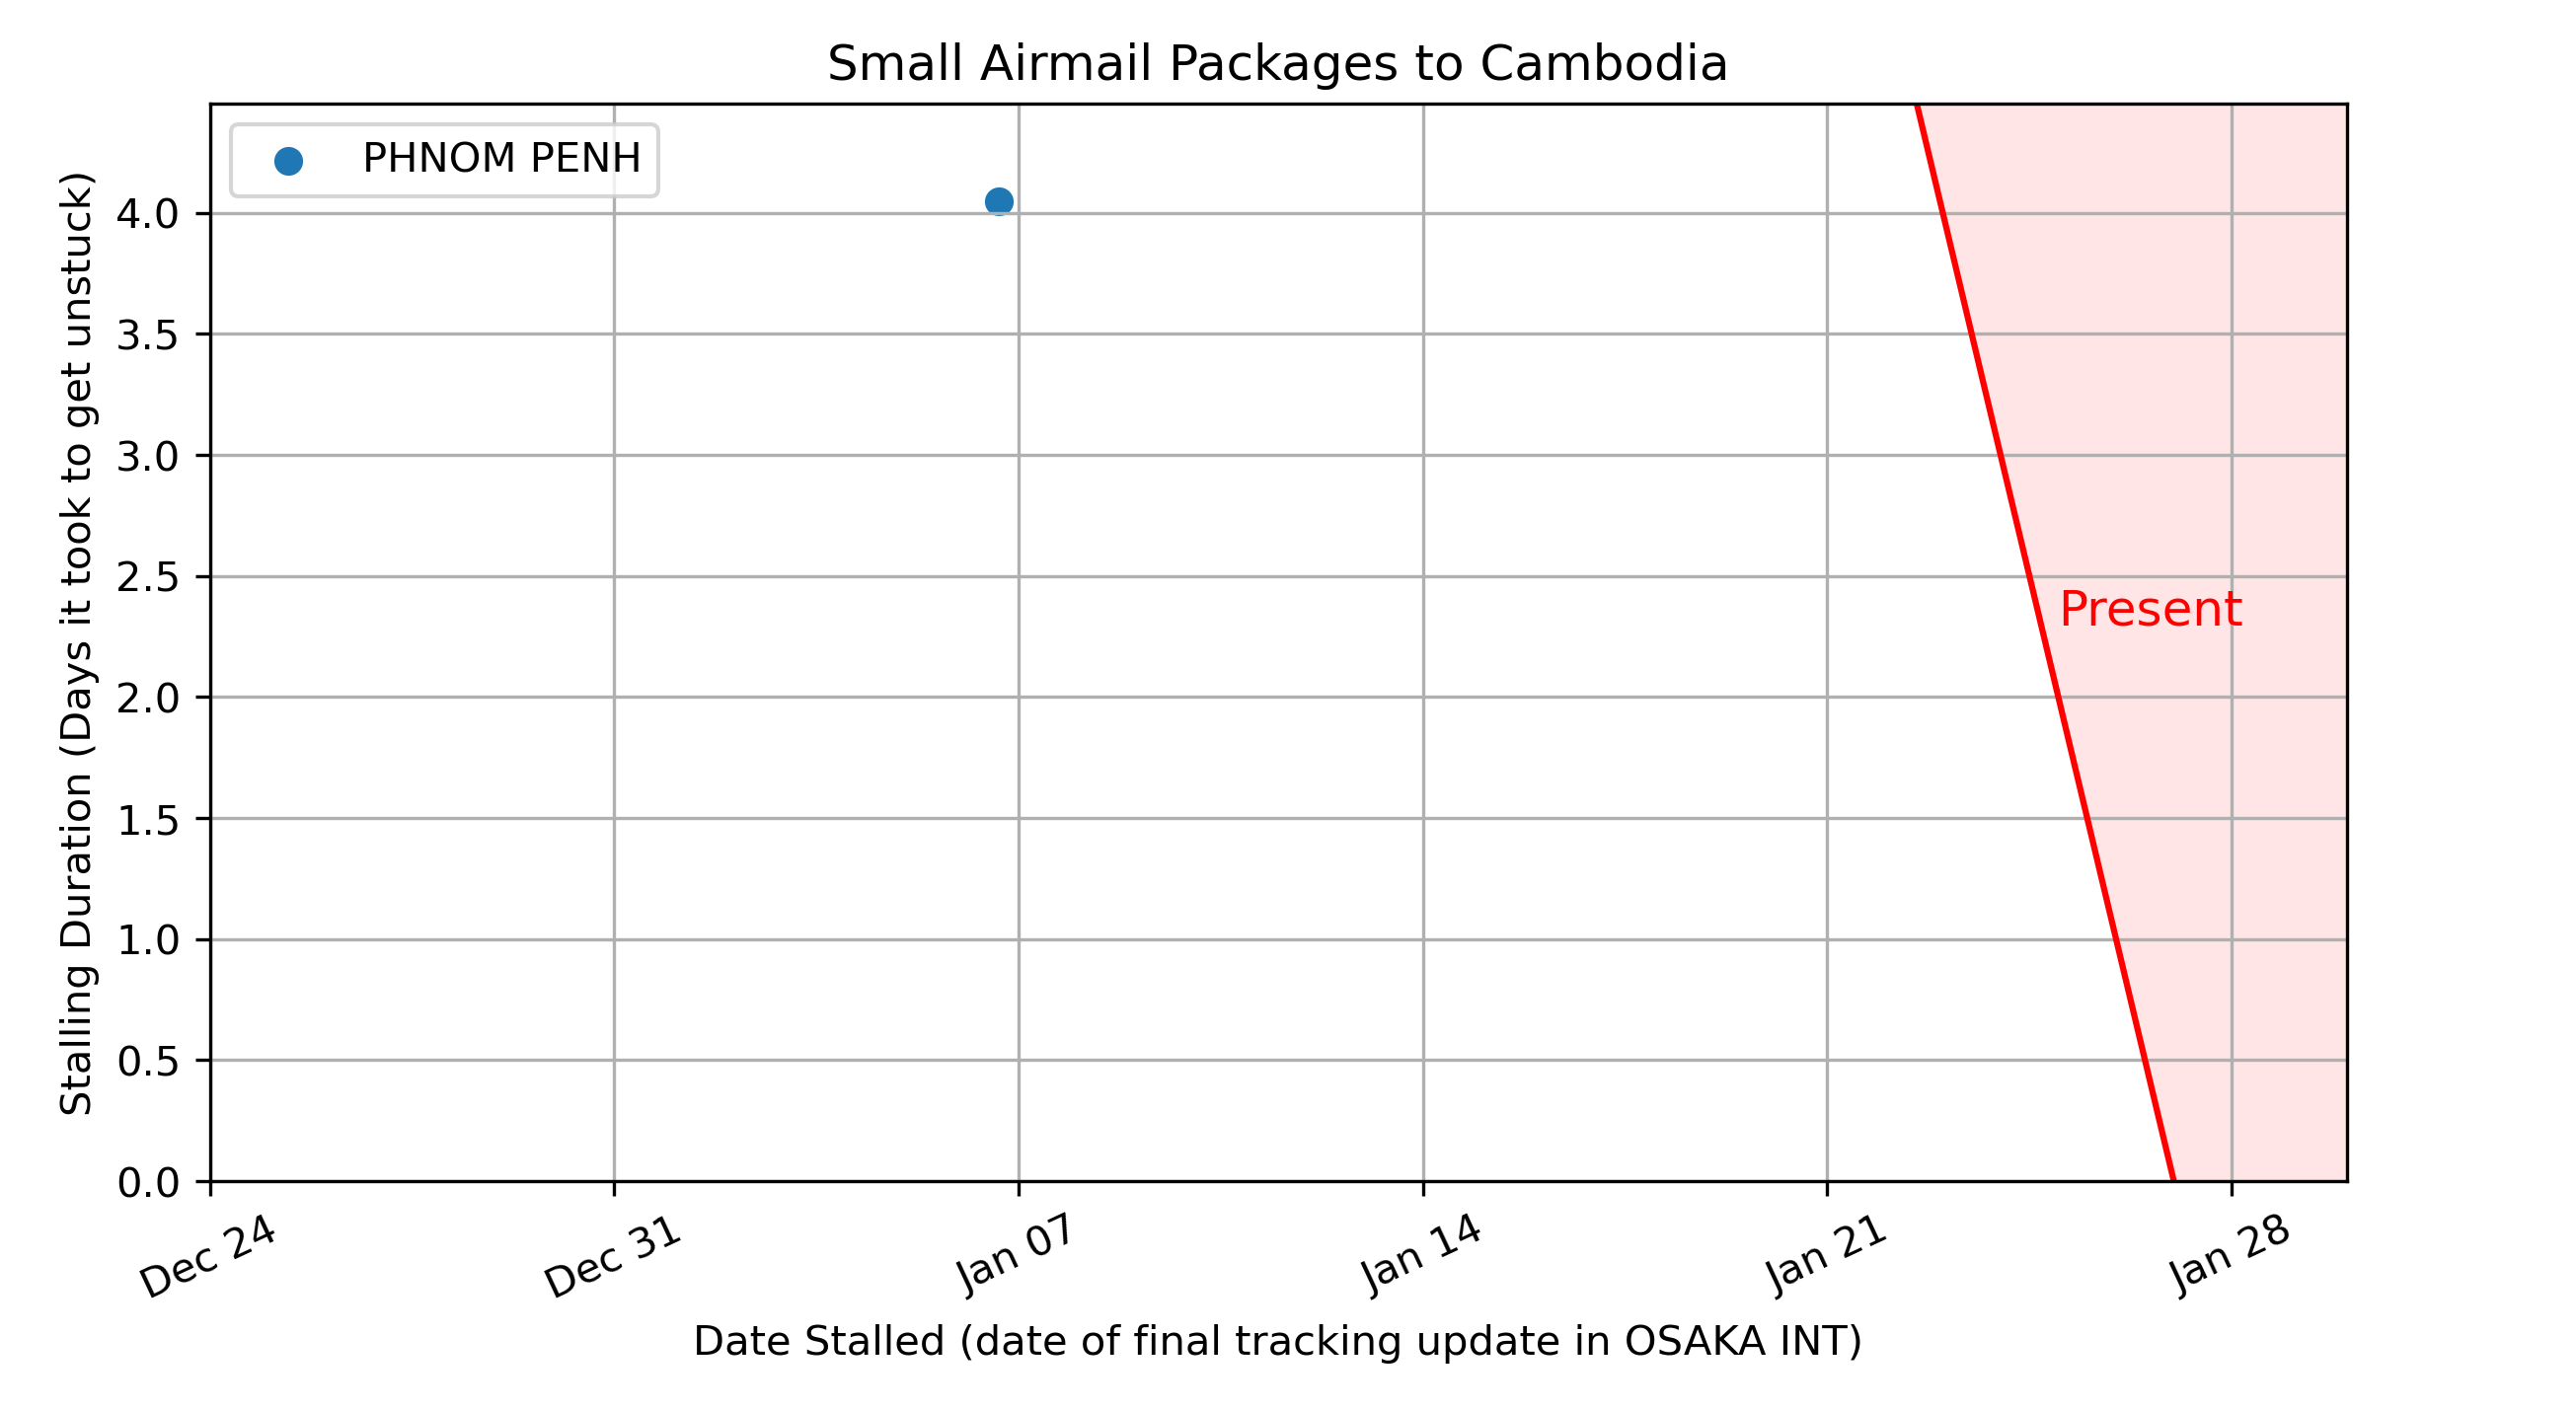 Small Airmail Packages to Cambodia
PHNOM PENH
Stalling Duration (Days it took to get unstuck)
4.0
3.5
3.0
2.5
2.0
1.5
1.0
0.5
0.0
Present
Dec 24
Dec 31
Jan 07
Jan 14
Jan 21
Jan 28
Date Stalled (date of final tracking update in OSAKA INT)